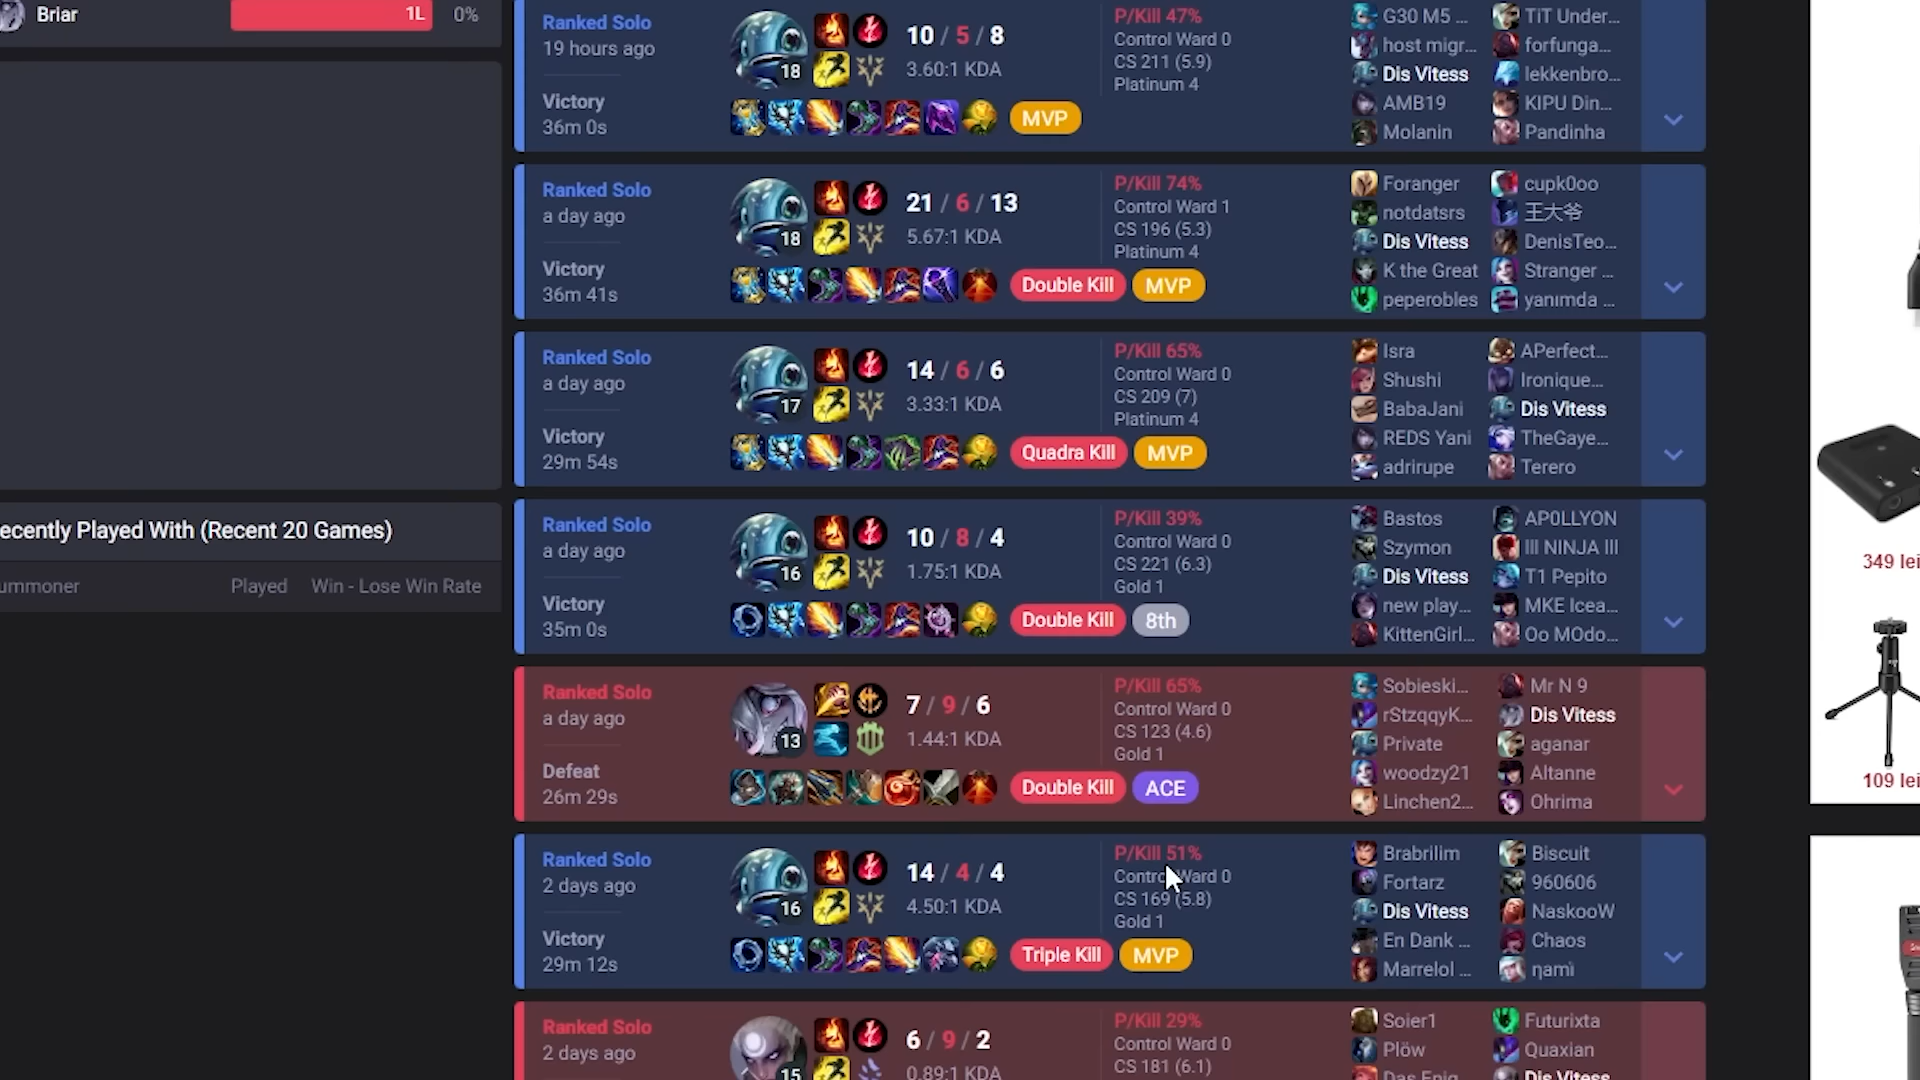 Briar 1L 0%
ecently Played With (Recent 20 Games)
ummoner Played Win - Lose Win Rate
Ranked Solo
19 hours ago
Victory
36m 0s
18
10 / 5 / 8
3.60:1 KDA
MVP
P/Kill 47%
Control Ward 0
CS 211 (5.9)
Platinum 4
G30 M5 ... TiT Under...
host migr... forfunga...
Dis Vitess lekkenbro...
AMB19 KIPU Din...
Molanin Pandinha
Ranked Solo
a day ago
Victory
36m 41s
18
21 / 6 / 13
5.67:1 KDA
Double Kill MVP
P/Kill 74%
Control Ward 1
CS 196 (5.3)
Platinum 4
Foranger cupk0oo
notdatsrs 王大爷
Dis Vitess DenisTeo...
K the Great Stranger ...
peperobles yanımda ...
Ranked Solo
a day ago
Victory
29m 54s
17
14 / 6 / 6
3.33:1 KDA
Quadra Kill MVP
P/Kill 65%
Control Ward 0
CS 209 (7)
Platinum 4
Isra APerfect...
Shushi Ironique...
BabaJani Dis Vitess
REDS Yani TheGaye...
adrirupe Terero
Ranked Solo
a day ago
Victory
35m 0s
16
10 / 8 / 4
1.75:1 KDA
Double Kill 8th
P/Kill 39%
Control Ward 0
CS 221 (6.3)
Gold 1
Bastos AP0LLYON
Szymon lll NINJA lll
Dis Vitess T1 Pepito
new play... MKE Icea...
KittenGirl... Oo MOdo...
Ranked Solo
a day ago
Defeat
26m 29s
13
7 / 9 / 6
1.44:1 KDA
Double Kill ACE
P/Kill 65%
Control Ward 0
CS 123 (4.6)
Gold 1
Sobieski... Mr N 9
rStzqqyK... Dis Vitess
Private aganar
woodzy21 Altanne
Linchen2... Ohrima
Ranked Solo
2 days ago
Victory
29m 12s
16
14 / 4 / 4
4.50:1 KDA
Triple Kill MVP
P/Kill 51%
Control Ward 0
CS 169 (5.8)
Gold 1
Brabrilim Biscuit
Fortarz 960606
Dis Vitess NaskooW
En Dank ... Chaos
Marrelol ... ηami
Ranked Solo
2 days ago
15
6 / 9 / 2
0.89:1 KDA
P/Kill 29%
Control Ward 0
CS 181 (6.1)
Soier1 Futurixta
Plöw Quaxian
Das Enig Dis Vitess
349 lei
109 lei